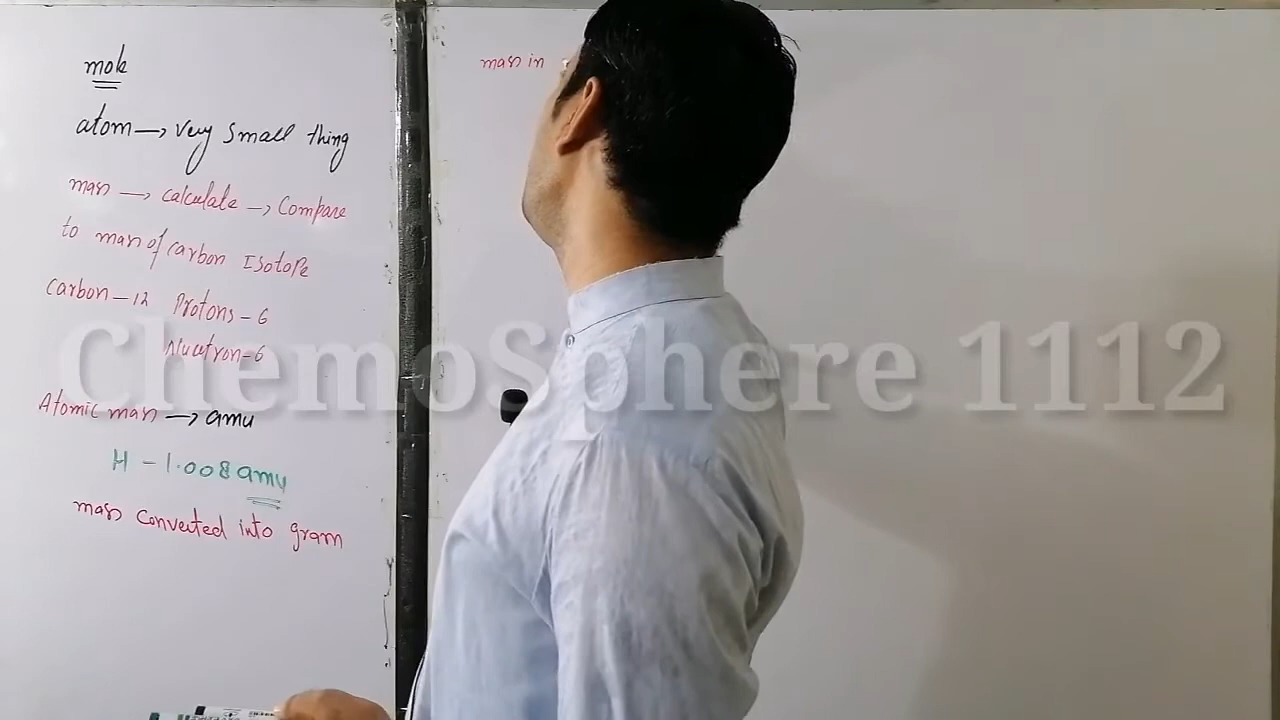 mole
atom → Very Small thing
mass → Calculate → Compare
to mass of Carbon Isotope
Carbon-12 Protons-6
Nuetron-6
Atomic mass → amu
H - 1.008 amu
mass Converted into gram
mass in
ChemoSphere 1112